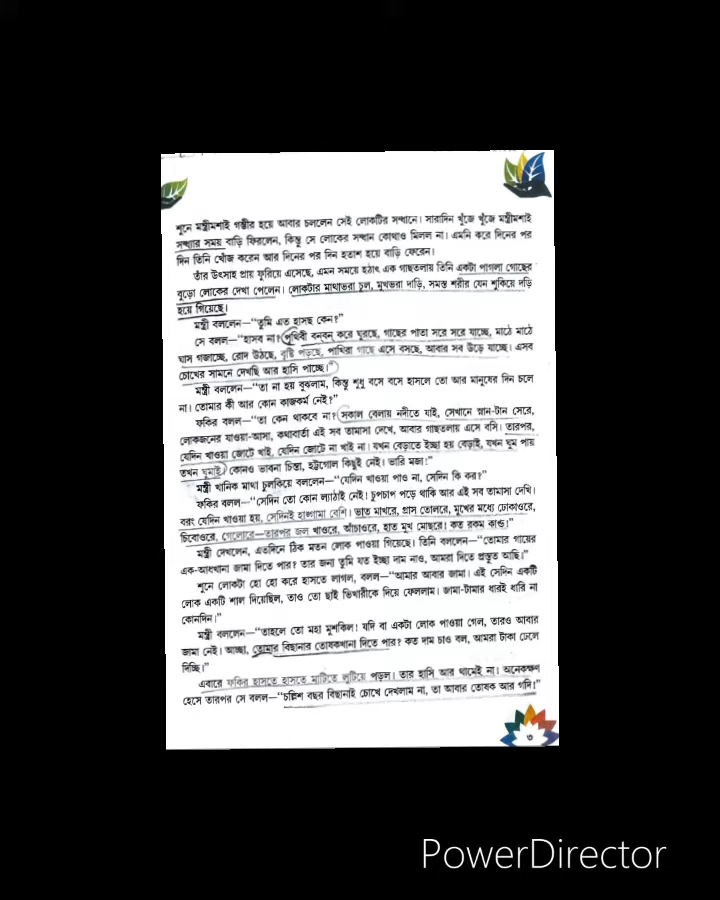 শুনে মন্ত্রীমশাই গম্ভীর হয়ে আবার চললেন সেই লোকটির সন্ধানে। সারাদিন খুঁজে খুঁজে মন্ত্রীমশাই
সন্ধ্যার সময় বাড়ি ফিরলেন, কিন্তু সে লোকের সন্ধান কোথাও মিলল না। এমনি করে দিনের পর
দিন তিনি খোঁজ করেন আর দিনের পর দিন হতাশ হয়ে বাড়ি ফেরেন।
তাঁর উৎসাহ প্রায় ফুরিয়ে এসেছে, এমন সময়ে হঠাৎ এক গাছতলায় তিনি একটা পাগলা গোছের
বুড়ো লোকের দেখা পেলেন। লোকটার মাথাভরা চুল, মুখভরা দাড়ি, সমস্ত শরীর যেন শুকিয়ে দড়ি
হয়ে গিয়েছে।
মন্ত্রী বললেন—“তুমি এত হাসছ কেন?”
সে বলল—“হাসব না? পৃথিবী বন্‌বন্ করে ঘুরছে, গাছের পাতা সরে সরে যাচ্ছে, মাঠে মাঠে
ঘাস গজাচ্ছে, রোদ উঠছে, বৃষ্টি পড়ছে, পাখিরা গাছে এসে বসছে, আবার সব উড়ে যাচ্ছে। এসব
চোখের সামনে দেখছি আর হাসি পাচ্ছে।”
মন্ত্রী বললেন—“তা না হয় বুঝলাম, কিন্তু শুধু বসে বসে হাসলে তো আর মানুষের দিন চলে
না। তোমার কী আর কোন কাজকর্ম নেই?”
ফকির বলল—“তা কেন থাকবে না? সকাল বেলায় নদীতে যাই, সেখানে স্নান-টান সেরে,
লোকজনের যাওয়া-আসা, কথাবার্তা এই সব তামাসা দেখে, আবার গাছতলায় এসে বসি। তারপর,
যেদিন খাওয়া জোটে খাই, যেদিন জোটে না খাই না। যখন বেড়াতে ইচ্ছা হয় বেড়াই, যখন ঘুম পায়
তখন ঘুমাই। কোনও ভাবনা চিন্তা, হট্টগোল কিছুই নেই। ভারি মজা!”
মন্ত্রী খানিক মাথা চুলকিয়ে বললেন—“যেদিন খাওয়া পাও না, সেদিন কি কর?”
ফকির বলল—“সেদিন তো কোন ল্যাঠাই নেই! চুপচাপ পড়ে থাকি আর এই সব তামাসা দেখি।
বরং যেদিন খাওয়া হয়, সেদিনই হাঙ্গামা বেশি। ভাত মাখরে, গ্রাস তোলরে, মুখের মধ্যে ঢোকাওরে,
চিবোওরে, গেলোরে—তারপর জল খাওরে, আঁচাওরে, হাত মুখ মোছরে! কত রকম কান্ড!”
মন্ত্রী দেখলেন, এতদিনে ঠিক মতন লোক পাওয়া গিয়েছে। তিনি বললেন—“তোমার গায়ের
এক-আধখানা জামা দিতে পার? তার জন্য তুমি যত ইচ্ছা দাম নাও, আমরা দিতে প্রস্তুত আছি।”
শুনে লোকটা হো হো করে হাসতে লাগল, বলল—“আমার আবার জামা। এই সেদিন একটি
লোক একটি শাল দিয়েছিল, তাও তো ছাই ভিখারীকে দিয়ে ফেললাম। জামা-টামার ধারই ধারি না
কোনদিন!”
মন্ত্রী বললেন—“তাহলে তো মহা মুশকিল! যদি বা একটা লোক পাওয়া গেল, তারও আবার
জামা নেই। আচ্ছা, তোমার বিছানার তোষকখানা দিতে পার? কত দাম চাও বল, আমরা টাকা ঢেলে
দিচ্ছি।”
এবারে ফকির হাসতে হাসতে মাটিতে লুটিয়ে পড়ল। তার হাসি আর থামেই না। অনেকক্ষণ
হেসে তারপর সে বলল—“চল্লিশ বছর বিছানাই চোখে দেখলাম না, তা আবার তোষক আর গদি!”
৩
PowerDirector